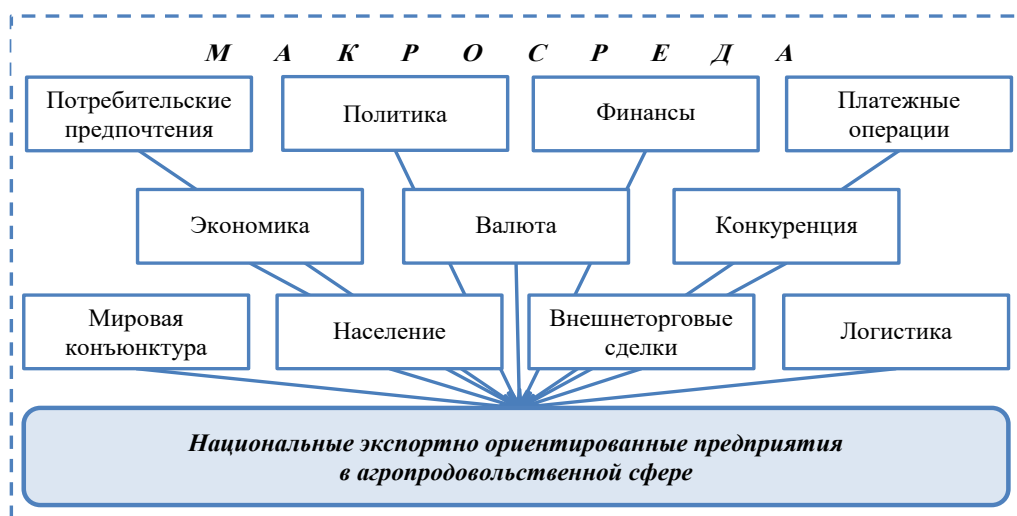 М А К Р О С Р Е Д А
Потребительские
предпочтения
Политика
Финансы
Платежные
операции
Экономика
Валюта
Конкуренция
Мировая
конъюнктура
Население
Внешнеторговые
сделки
Логистика
Национальные экспортно ориентированные предприятия
в агропродовольственной сфере